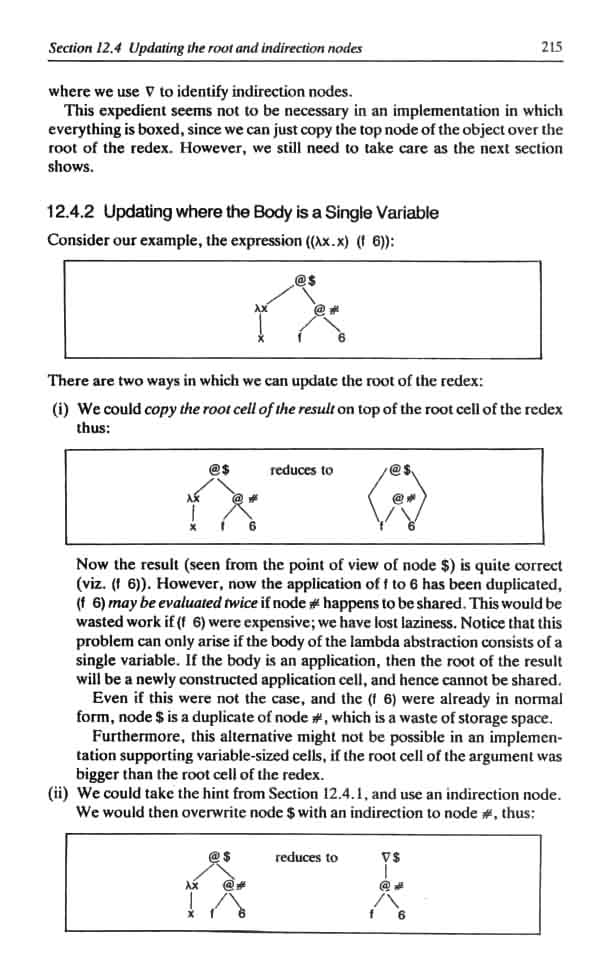 Section 12.4 Updating the root and indirection nodes 215
where we use ∇ to identify indirection nodes.
This expedient seems not to be necessary in an implementation in which
everything is boxed, since we can just copy the top node of the object over the
root of the redex. However, we still need to take care as the next section
shows.
12.4.2 Updating where the Body is a Single Variable
Consider our example, the expression ((λx.x) (f 6)):
@ $
λx @ #
x f 6
There are two ways in which we can update the root of the redex:
(i) We could copy the root cell of the result on top of the root cell of the redex
thus:
@ $ reduces to @ $
λx @ # @ #
x f 6 f 6
Now the result (seen from the point of view of node $) is quite correct
(viz. (f 6)). However, now the application of f to 6 has been duplicated,
(f 6) may be evaluated twice if node # happens to be shared. This would be
wasted work if (f 6) were expensive; we have lost laziness. Notice that this
problem can only arise if the body of the lambda abstraction consists of a
single variable. If the body is an application, then the root of the result
will be a newly constructed application cell, and hence cannot be shared.
Even if this were not the case, and the (f 6) were already in normal
form, node $ is a duplicate of node #, which is a waste of storage space.
Furthermore, this alternative might not be possible in an implemen-
tation supporting variable-sized cells, if the root cell of the argument was
bigger than the root cell of the redex.
(ii) We could take the hint from Section 12.4.1, and use an indirection node.
We would then overwrite node $ with an indirection to node #, thus:
@ $ reduces to ∇ $
λx @ # @ #
x f 6 f 6